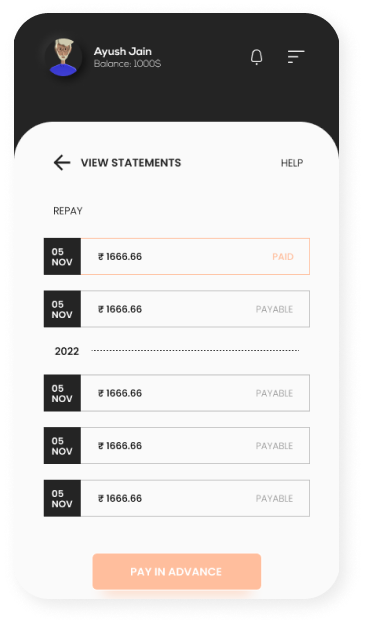 Ayush Jain
Balance: 1000$
VIEW STATEMENTS HELP
REPAY
05
NOV
₹ 1666.66 PAID
05
NOV
₹ 1666.66 PAYABLE
2022
05
NOV
₹ 1666.66 PAYABLE
05
NOV
₹ 1666.66 PAYABLE
05
NOV
₹ 1666.66 PAYABLE
PAY IN ADVANCE